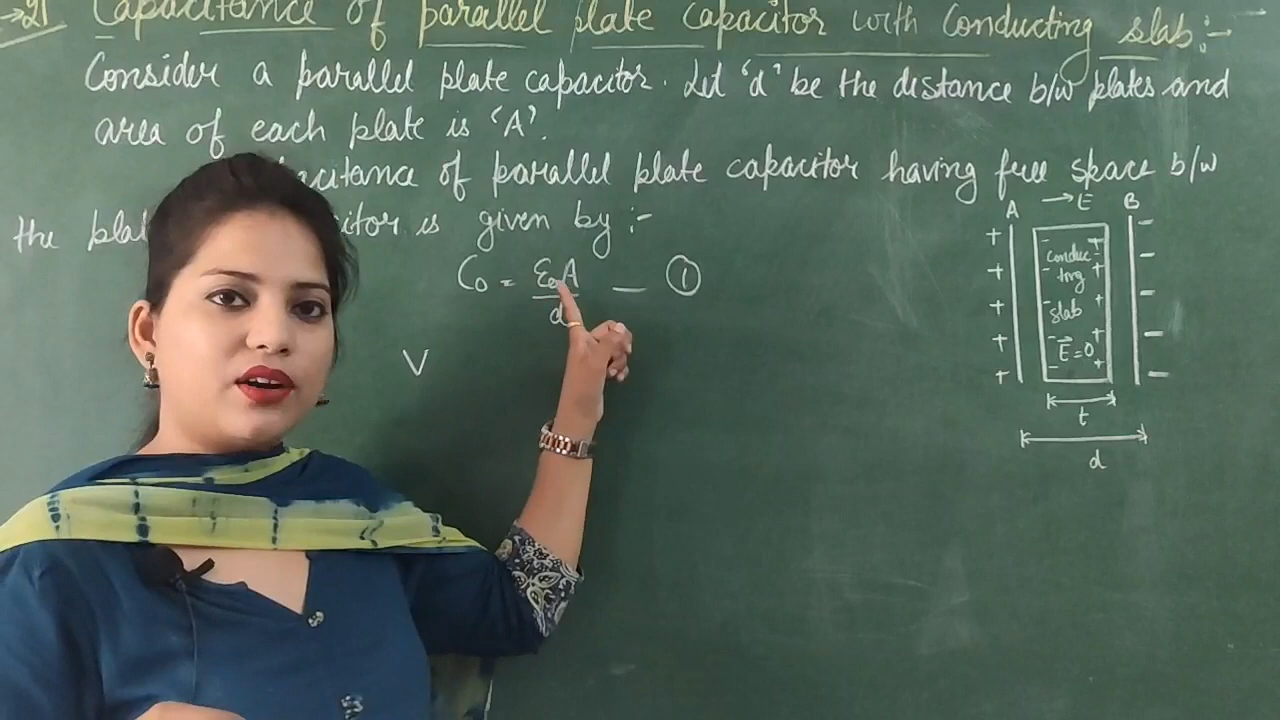 → 21 Capacitance of parallel plate capacitor with conducting slab:-
Consider a parallel plate capacitor. Let 'd' be the distance b/w plates and
area of each plate is 'A'.
of parallel plate capacitor having free space b/w
the is given by :-
C₀ = ε₀A — ①
d
V
A → E B
+ - + -
+ conduc + -
+ - ting + -
+ - slab + -
+ - E⃗=0 + -
t
d